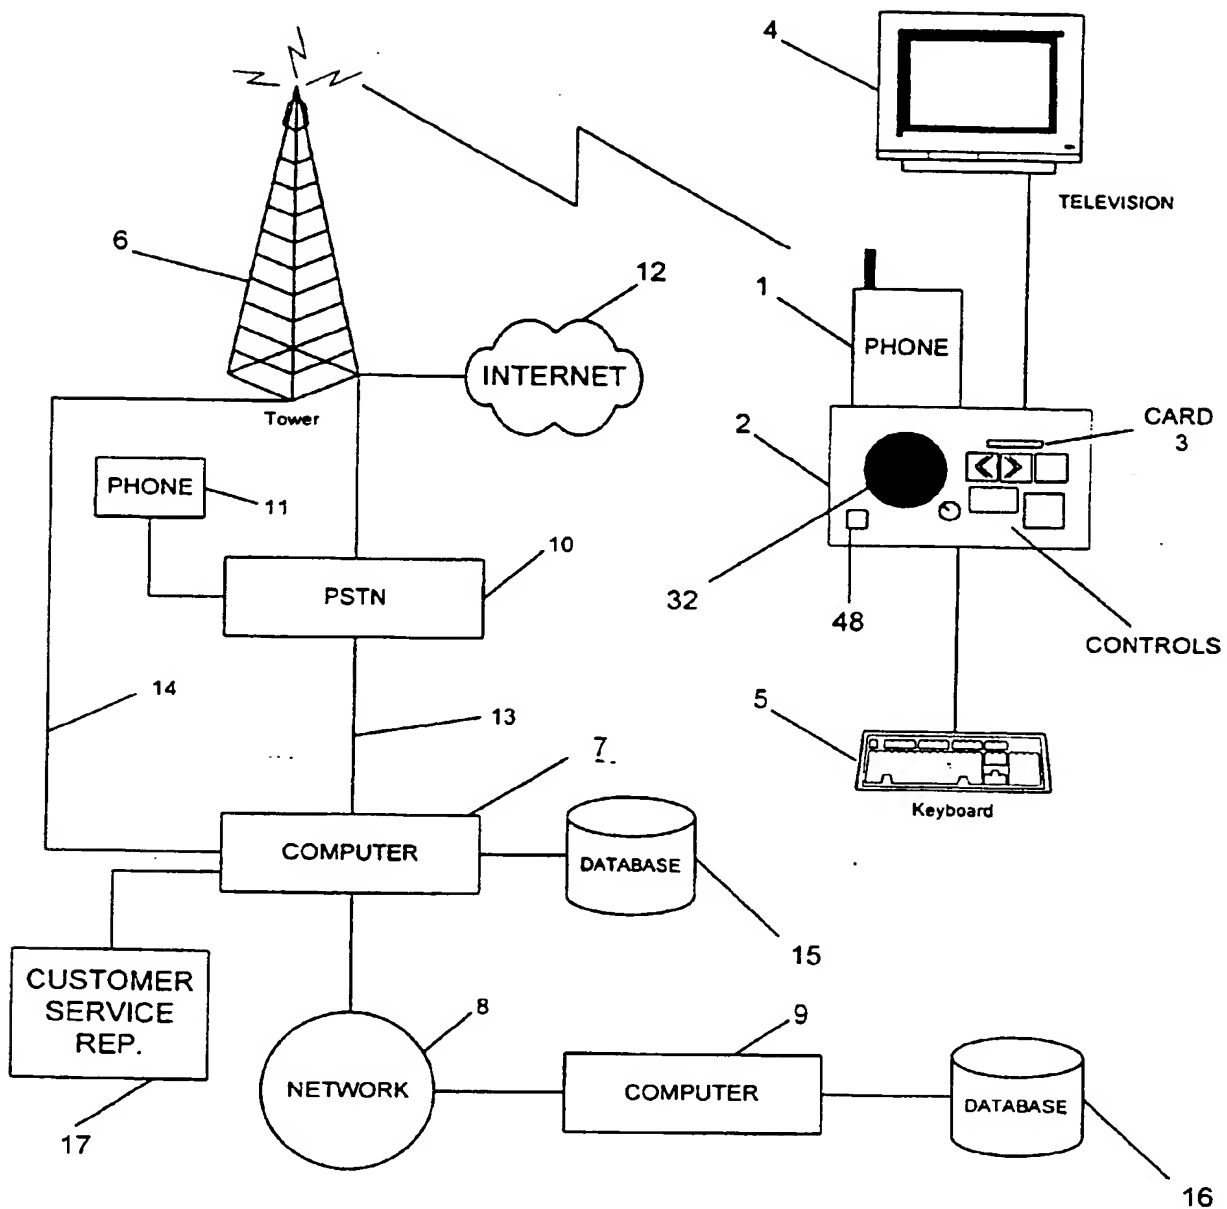 4
TELEVISION
6
12
1
PHONE
INTERNET
Tower
2
CARD
3
PHONE
11
10
PSTN
32
48
CONTROLS
14
13
5
7
Keyboard
COMPUTER
DATABASE
15
CUSTOMER
SERVICE
REP.
17
8
NETWORK
9
COMPUTER
DATABASE
16